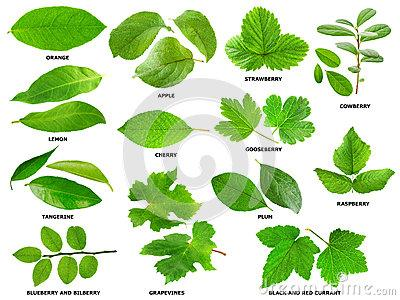 ORANGE
APPLE
STRAWBERRY
COWBERRY
LEMON
CHERRY
GOOSEBERRY
TANGERINE
PLUM
RASPBERRY
BLUEBERRY AND BILBERRY
GRAPEVINES
BLACK AND RED CURRANT